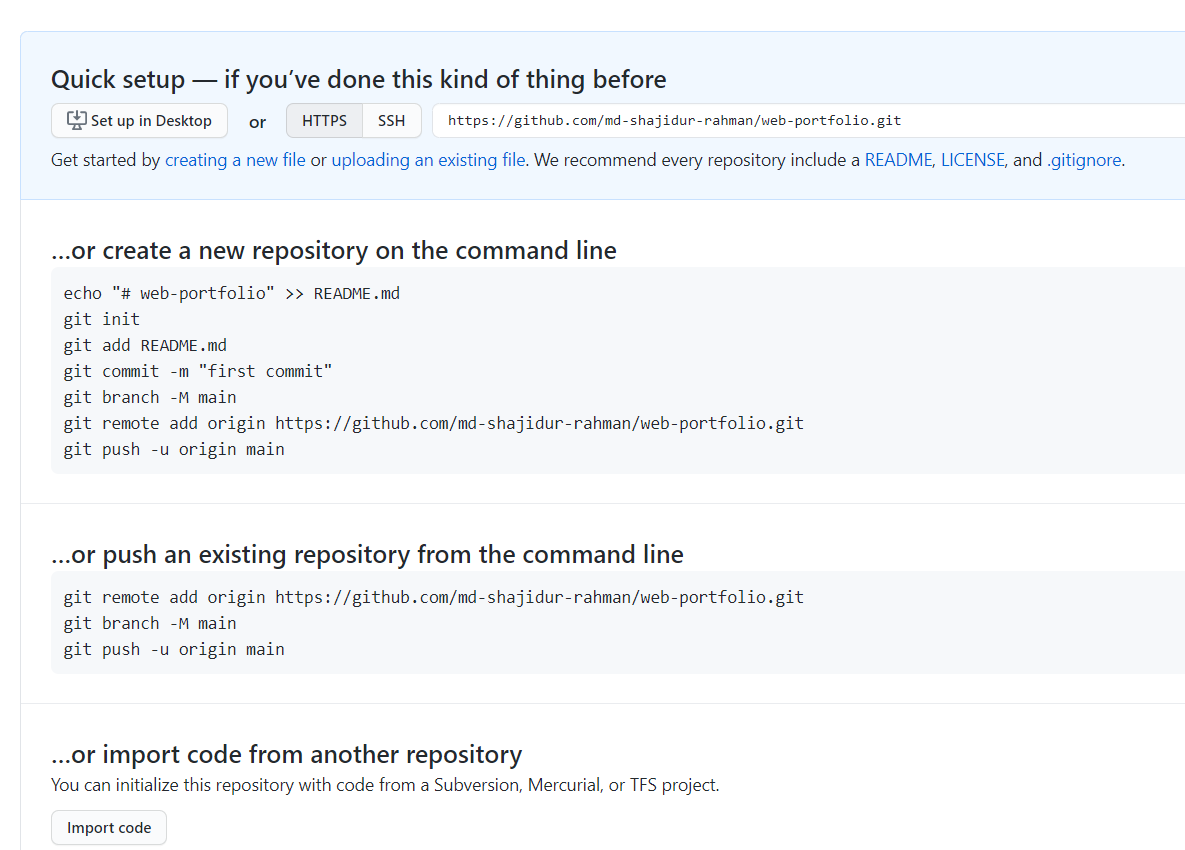 Quick setup — if you’ve done this kind of thing before
Set up in Desktop or HTTPS SSH https://github.com/md-shajidur-rahman/web-portfolio.git
Get started by creating a new file or uploading an existing file. We recommend every repository include a README, LICENSE, and .gitignore.
…or create a new repository on the command line
echo "# web-portfolio" >> README.md
git init
git add README.md
git commit -m "first commit"
git branch -M main
git remote add origin https://github.com/md-shajidur-rahman/web-portfolio.git
git push -u origin main
…or push an existing repository from the command line
git remote add origin https://github.com/md-shajidur-rahman/web-portfolio.git
git branch -M main
git push -u origin main
…or import code from another repository
You can initialize this repository with code from a Subversion, Mercurial, or TFS project.
Import code